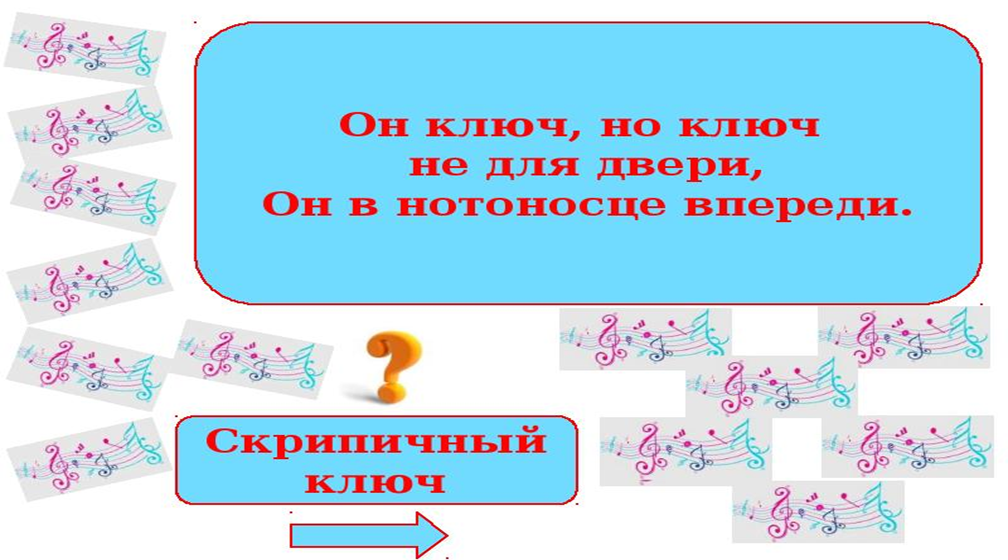 Он ключ, но ключ
не для двери,
Он в нотоносце впереди.
Скрипичный
ключ